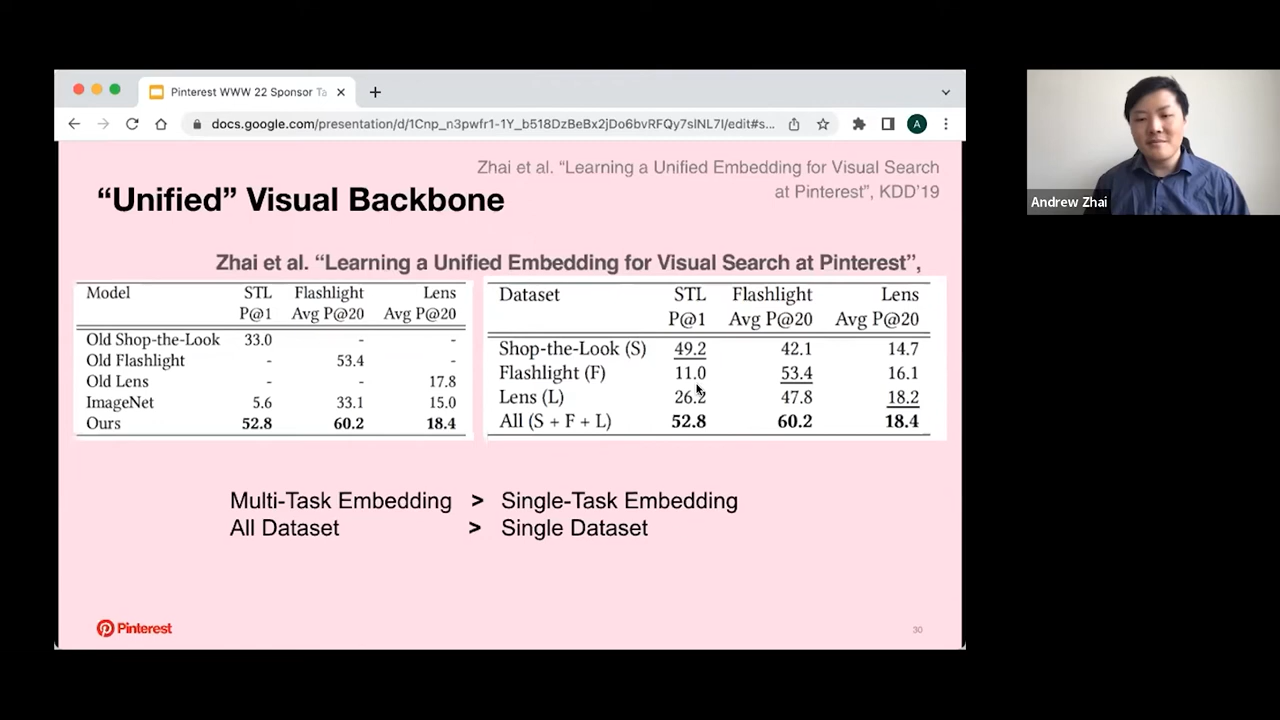 Pinterest WWW 22 Sponsor Ta
docs.google.com/presentation/d/1Cnp_n3pwfr1-1Y_b518DzBeBx2jDo6bvRFQy7slNL7I/edit#s...
A
Zhai et al. “Learning a Unified Embedding for Visual Search
at Pinterest”, KDD’19
“Unified” Visual Backbone
Zhai et al. “Learning a Unified Embedding for Visual Search at Pinterest”,
Model STL Flashlight Lens
P@1 Avg P@20 Avg P@20
Old Shop-the-Look 33.0 - -
Old Flashlight - 53.4 -
Old Lens - - 17.8
ImageNet 5.6 33.1 15.0
Ours 52.8 60.2 18.4
Dataset STL Flashlight Lens
P@1 Avg P@20 Avg P@20
Shop-the-Look (S) 49.2 42.1 14.7
Flashlight (F) 11.0 53.4 16.1
Lens (L) 26.2 47.8 18.2
All (S + F + L) 52.8 60.2 18.4
Multi-Task Embedding > Single-Task Embedding
All Dataset > Single Dataset
Pinterest
30
Andrew Zhai